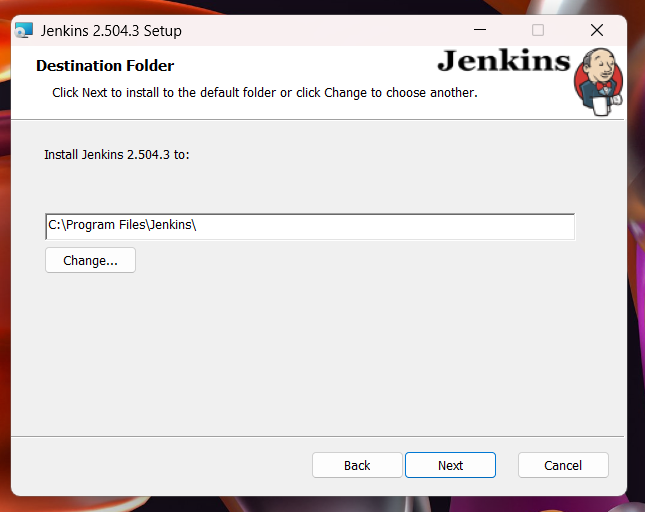 Jenkins 2.504.3 Setup
Destination Folder
Jenkins
Click Next to install to the default folder or click Change to choose another.
Install Jenkins 2.504.3 to:
C:\Program Files\Jenkins\
Change...
Back
Next
Cancel